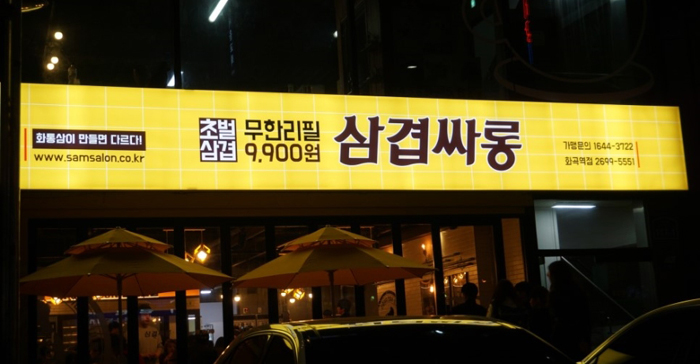 화통삼이 만들면 다르다!
www.samsalon.co.kr
초벌
삼겹
무한리필
9,900원
삼겹싸롱
가맹문의 1644-3722
화곡역점 2699-5551